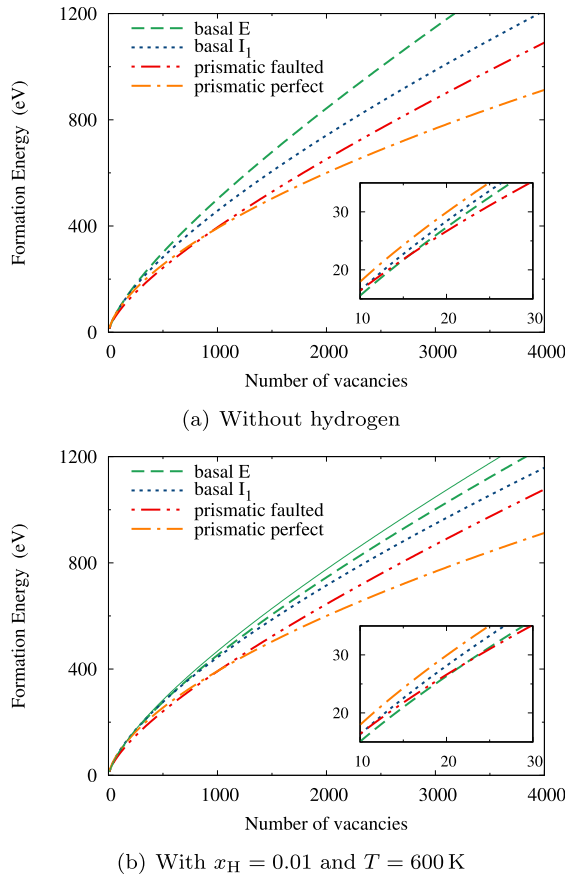 1200
800
400
0
Formation Energy (eV)
basal E
basal I1
prismatic faulted
prismatic perfect
30
20
10 20 30
0 1000 2000 3000 4000
Number of vacancies
(a) Without hydrogen
1200
800
400
0
Formation Energy (eV)
basal E
basal I1
prismatic faulted
prismatic perfect
30
20
10 20 30
0 1000 2000 3000 4000
Number of vacancies
(b) With xH = 0.01 and T = 600 K